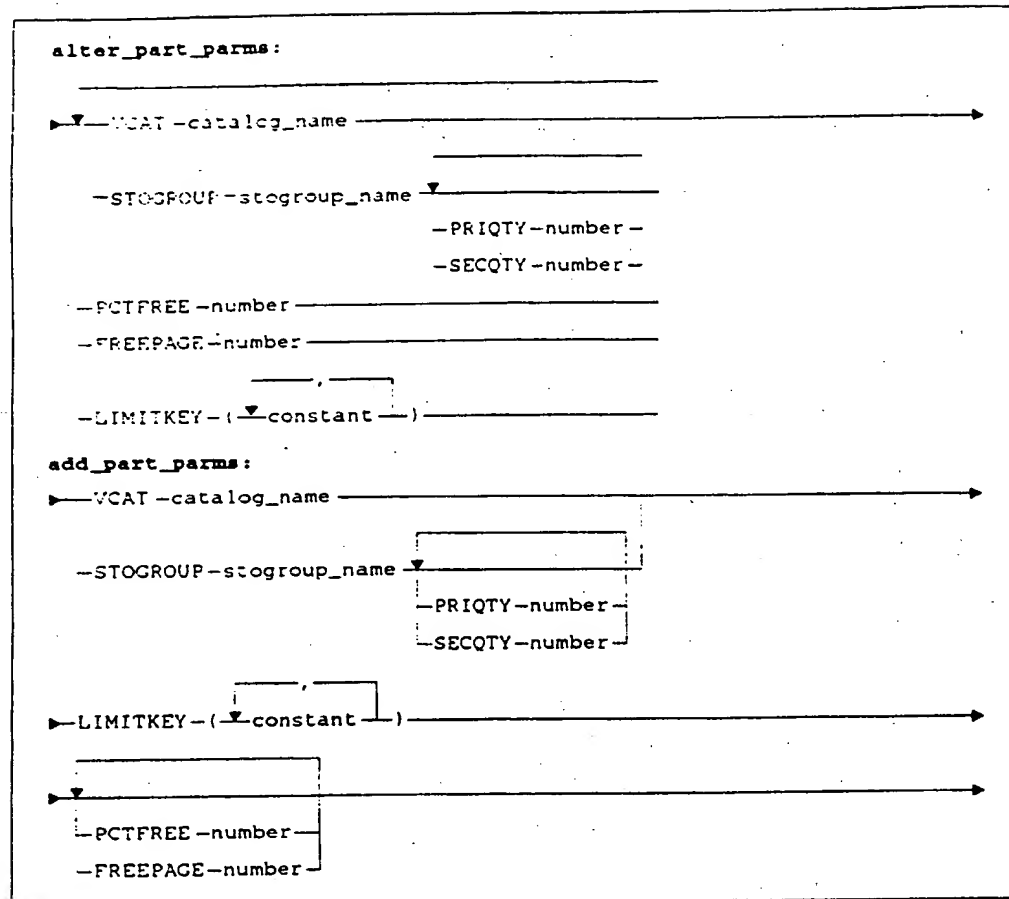 alter_part_parms:
VCAT-catalog_name
-STOGROUP-stogroup_name
-PRIQTY-number-
-SECQTY-number-
-PCTFREE-number
-FREEPAGE-number
,
-LIMITKEY-(constant)
add_part_parms:
VCAT-catalog_name
-STOGROUP-stogroup_name
-PRIQTY-number-
-SECQTY-number-
,
LIMITKEY-(constant)
-PCTFREE-number-
-FREEPAGE-number-